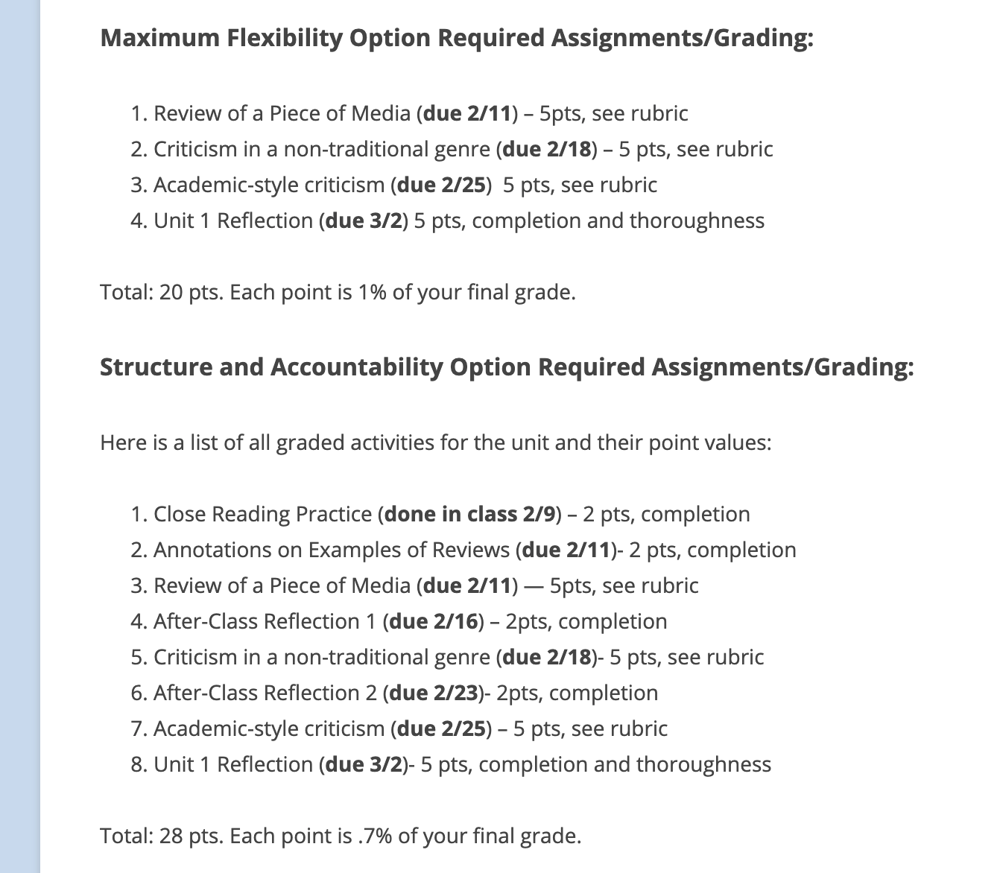 Maximum Flexibility Option Required Assignments/Grading:
1. Review of a Piece of Media (due 2/11) – 5pts, see rubric
2. Criticism in a non-traditional genre (due 2/18) – 5 pts, see rubric
3. Academic-style criticism (due 2/25)  5 pts, see rubric
4. Unit 1 Reflection (due 3/2) 5 pts, completion and thoroughness
Total: 20 pts. Each point is 1% of your final grade.
Structure and Accountability Option Required Assignments/Grading:
Here is a list of all graded activities for the unit and their point values:
1. Close Reading Practice (done in class 2/9) – 2 pts, completion
2. Annotations on Examples of Reviews (due 2/11)- 2 pts, completion
3. Review of a Piece of Media (due 2/11) — 5pts, see rubric
4. After-Class Reflection 1 (due 2/16) – 2pts, completion
5. Criticism in a non-traditional genre (due 2/18)- 5 pts, see rubric
6. After-Class Reflection 2 (due 2/23)- 2pts, completion
7. Academic-style criticism (due 2/25) – 5 pts, see rubric
8. Unit 1 Reflection (due 3/2)- 5 pts, completion and thoroughness
Total: 28 pts. Each point is .7% of your final grade.